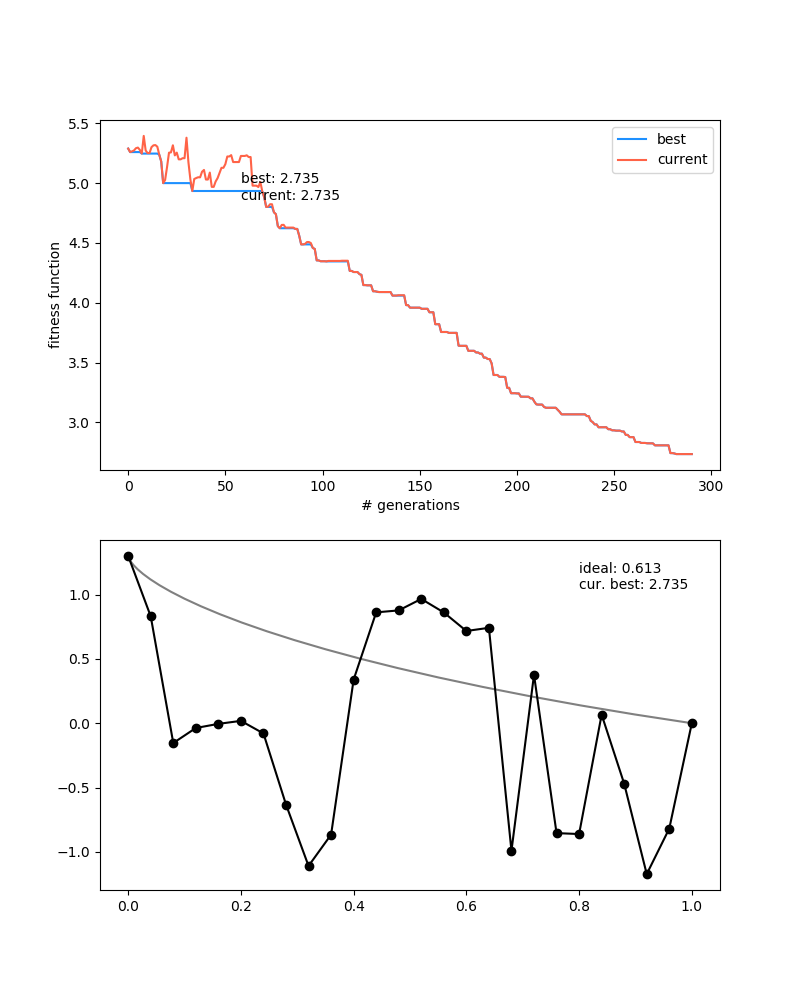 5.5
5.0
4.5
4.0
3.5
3.0
fitness function
best
current
best: 2.735
current: 2.735
0 50 100 150 200 250 300
# generations
ideal: 0.613
cur. best: 2.735
1.0
0.5
0.0
−0.5
−1.0
0.0 0.2 0.4 0.6 0.8 1.0